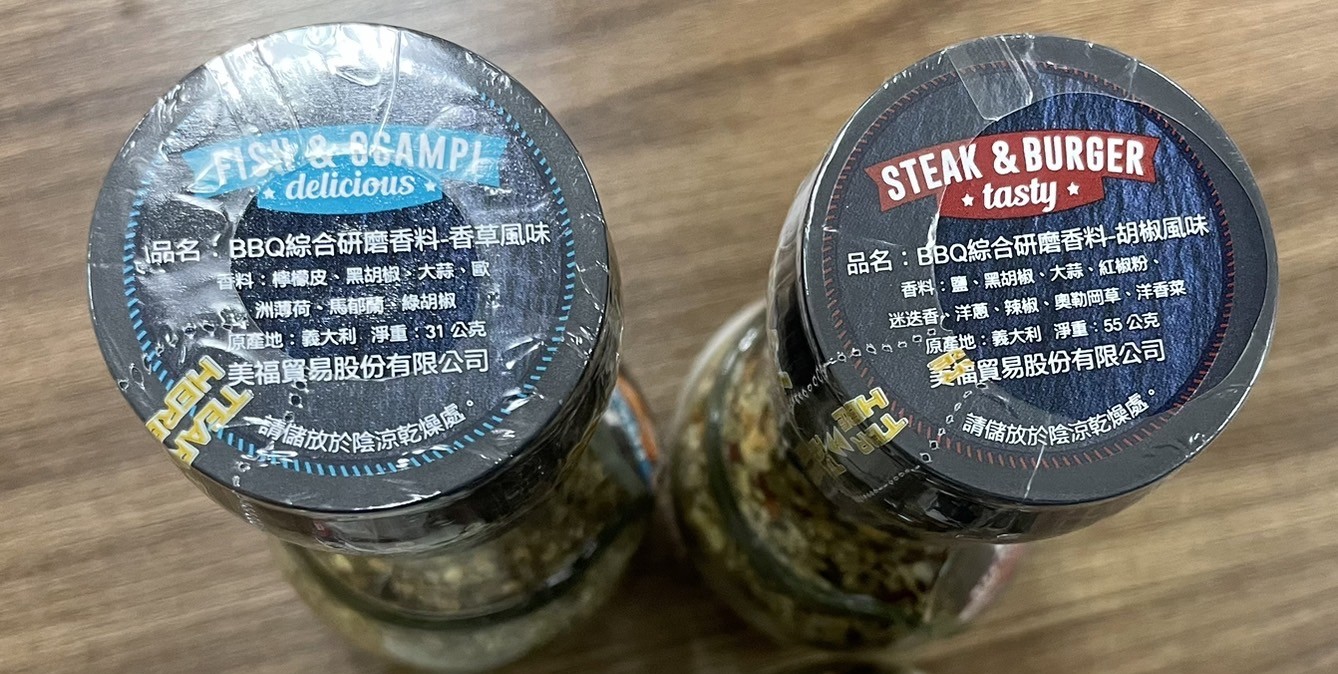 FISH & SCAMPI
delicious
品名：BBQ綜合研磨香料-香草風味
香料：檸檬皮、黑胡椒、大蒜、歐
洲薄荷、馬郁蘭、綠胡椒
原產地：義大利 淨重：31 公克
美福貿易股份有限公司
請儲放於陰涼乾燥處。
TEAR
HERE
STEAK & BURGER
tasty
品名：BBQ綜合研磨香料-胡椒風味
香料：鹽、黑胡椒、大蒜、紅椒粉、
迷迭香、洋蔥、辣椒、奧勒岡草、洋香菜
原產地：義大利 淨重：55 公克
美福貿易股份有限公司
請儲放於陰涼乾燥處。